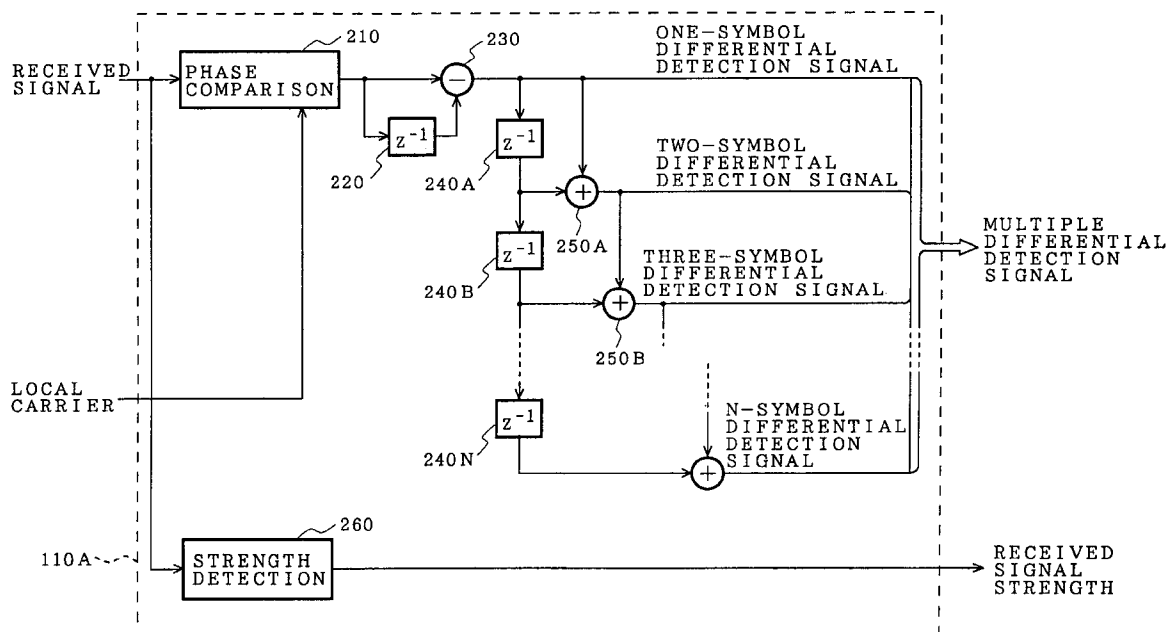 210
230
ONE-SYMBOL
DIFFERENTIAL
DETECTION SIGNAL
RECEIVED
SIGNAL
PHASE
COMPARISON
−
z⁻¹
220
z⁻¹
240A
TWO-SYMBOL
DIFFERENTIAL
DETECTION SIGNAL
+
250A
z⁻¹
240B
THREE-SYMBOL
DIFFERENTIAL
DETECTION SIGNAL
+
250B
MULTIPLE
DIFFERENTIAL
DETECTION
SIGNAL
LOCAL
CARRIER
z⁻¹
240N
N-SYMBOL
DIFFERENTIAL
DETECTION
SIGNAL
+
260
110A
STRENGTH
DETECTION
RECEIVED
SIGNAL
STRENGTH